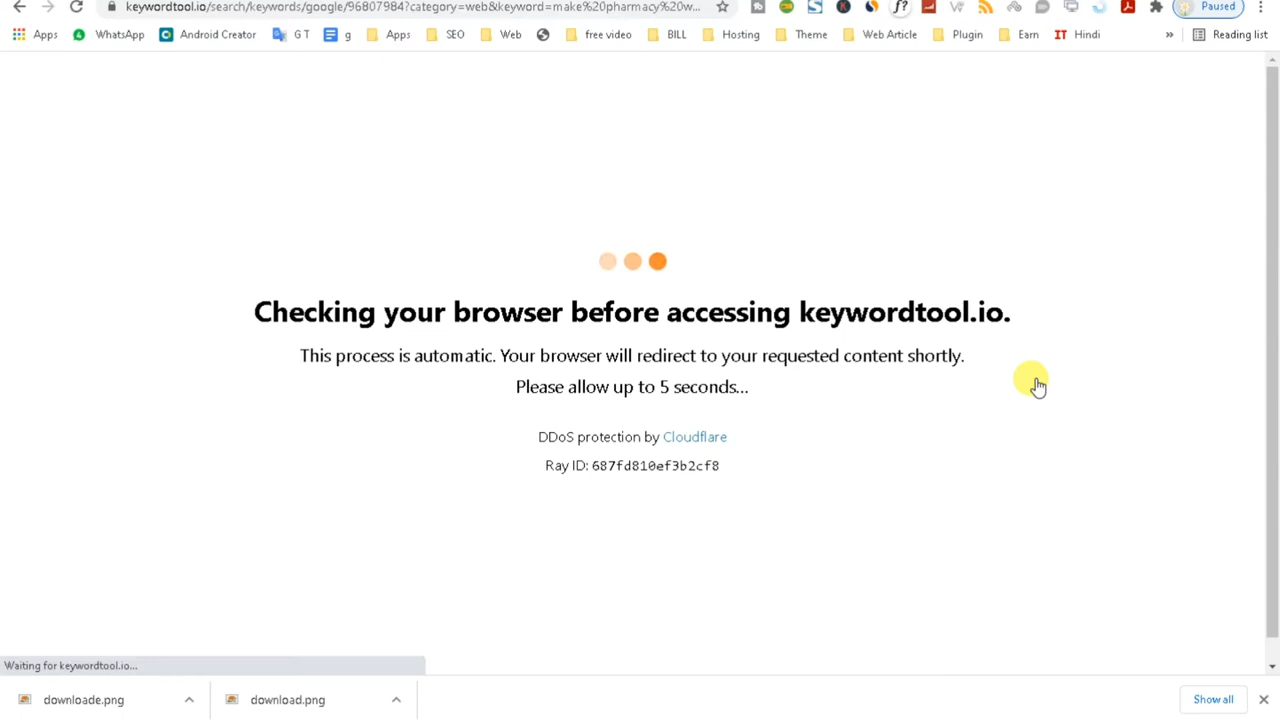 keywordtool.io/search/keywords/google/96807984?category=web&keyword=make%20pharmacy%20w... Paused
Apps WhatsApp Android Creator G T g Apps SEO Web free video BILL Hosting Theme Web Article Plugin Earn IT Hindi » Reading list
Checking your browser before accessing keywordtool.io.
This process is automatic. Your browser will redirect to your requested content shortly.
Please allow up to 5 seconds...
DDoS protection by Cloudflare
Ray ID: 687fd810ef3b2cf8
Waiting for keywordtool.io...
downloade.png download.png Show all